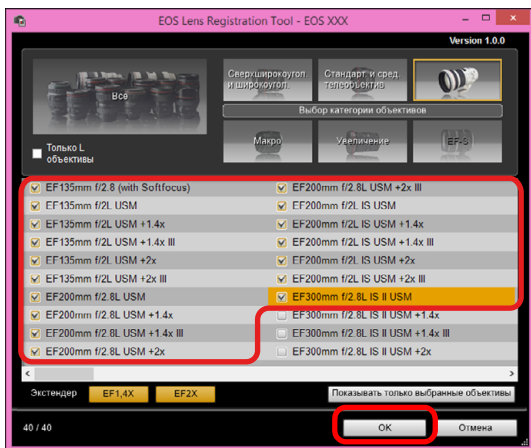 EOS Lens Registration Tool - EOS XXX
Version 1.0.0
Все
Сверхширокоугол. и широкоугол.
Стандарт. и сред. телеобъектив
Выбор категории объективов
Только L объективы
Макро
Увеличение
EF-S
EF135mm f/2.8 (with Softfocus)
EF200mm f/2.8L USM +2x III
EF135mm f/2L USM
EF200mm f/2L IS USM
EF135mm f/2L USM +1.4x
EF200mm f/2L IS USM +1.4x
EF135mm f/2L USM +1.4x III
EF200mm f/2L IS USM +1.4x III
EF135mm f/2L USM +2x
EF200mm f/2L IS USM +2x
EF135mm f/2L USM +2x III
EF200mm f/2L IS USM +2x III
EF200mm f/2.8L USM
EF300mm f/2.8L IS II USM
EF200mm f/2.8L USM +1.4x
EF300mm f/2.8L IS II USM +1.4x
EF200mm f/2.8L USM +1.4x III
EF300mm f/2.8L IS II USM +1.4x III
EF200mm f/2.8L USM +2x
EF300mm f/2.8L IS II USM +2x
Экстендер
EF1,4X
EF2X
Показывать только выбранные объективы
40 / 40
OK
Отмена